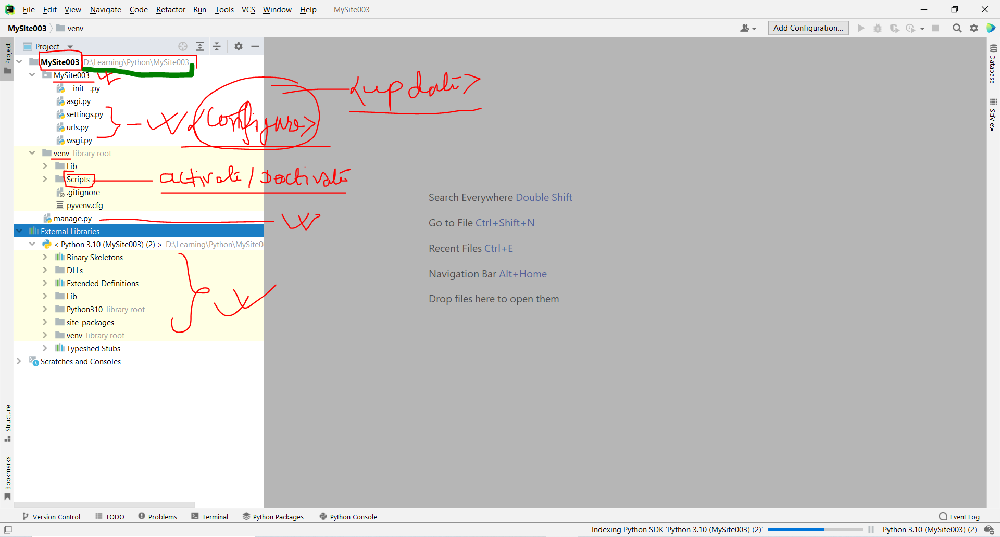 File Edit View Navigate Code Refactor Run Tools VCS Window Help MySite003
MySite003 venv Add Configuration...
Project
MySite003 D:\Learning\Python\MySite003
MySite003
__init__.py
asgi.py
settings.py
urls.py
wsgi.py
<configure>
<update>
venv library root
Lib
Scripts
activate / Deactivate
.gitignore
pyvenv.cfg
manage.py
External Libraries
< Python 3.10 (MySite003) (2) > D:\Learning\Python\MySite0
Binary Skeletons
DLLs
Extended Definitions
Lib
Python310 library root
site-packages
venv library root
Typeshed Stubs
Scratches and Consoles
Search Everywhere Double Shift
Go to File Ctrl+Shift+N
Recent Files Ctrl+E
Navigation Bar Alt+Home
Drop files here to open them
Project
Structure
Bookmarks
Database
SciView
Version Control TODO Problems Terminal Python Packages Python Console Event Log
Indexing Python SDK 'Python 3.10 (MySite003) (2)' Python 3.10 (MySite003) (2)